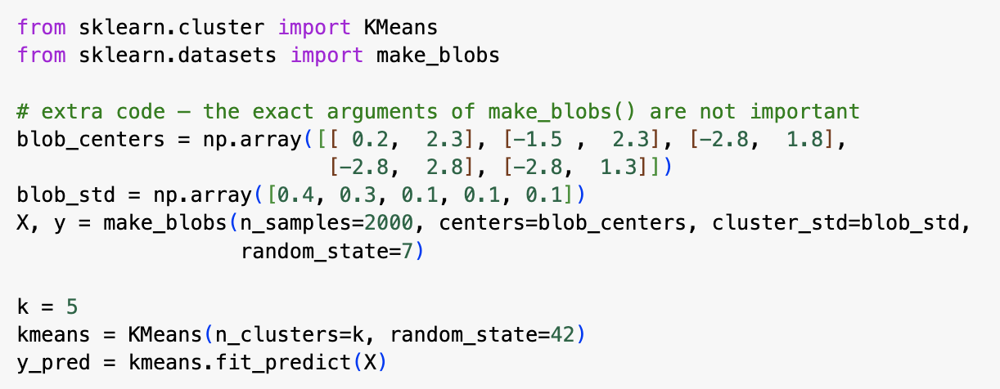 from sklearn.cluster import KMeans
from sklearn.datasets import make_blobs

# extra code – the exact arguments of make_blobs() are not important
blob_centers = np.array([[ 0.2,  2.3], [-1.5 ,  2.3], [-2.8,  1.8],
                         [-2.8,  2.8], [-2.8,  1.3]])
blob_std = np.array([0.4, 0.3, 0.1, 0.1, 0.1])
X, y = make_blobs(n_samples=2000, centers=blob_centers, cluster_std=blob_std,
                  random_state=7)

k = 5
kmeans = KMeans(n_clusters=k, random_state=42)
y_pred = kmeans.fit_predict(X)